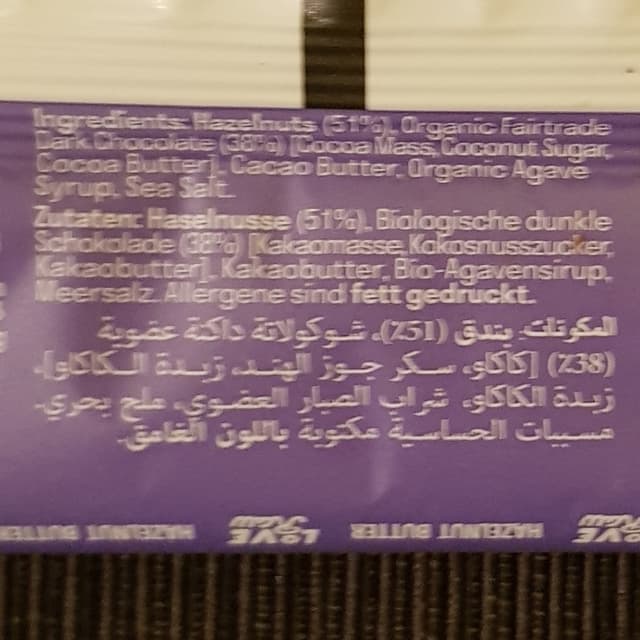 Ingredients: Hazelnuts (51%), Organic Fairtrade
Dark Chocolate (38%) [Cocoa Mass, Coconut Sugar,
Cocoa Butter], Cacao Butter, Organic Agave
Syrup, Sea Salt.
Zutaten: Haselnusse (51%), Biologische dunkle
Schokolade (38%) [Kakaomasse, Kokosnusszucker,
Kakaobutter], Kakaobutter, Bio-Agavensirup,
Meersalz. Allergene sind fett gedruckt.
المكونات: بندق (51٪)، شوكولاتة داكنة عضوية
(38٪) [كاكاو، سكر جوز الهند، زبدة الكاكاو]،
زبدة الكاكاو، شراب الصبار العضوي، ملح بحري.
مسببات الحساسية مكتوبة باللون الغامق.
HAZELNUT BUTTER
HAZELNUT BUTTER